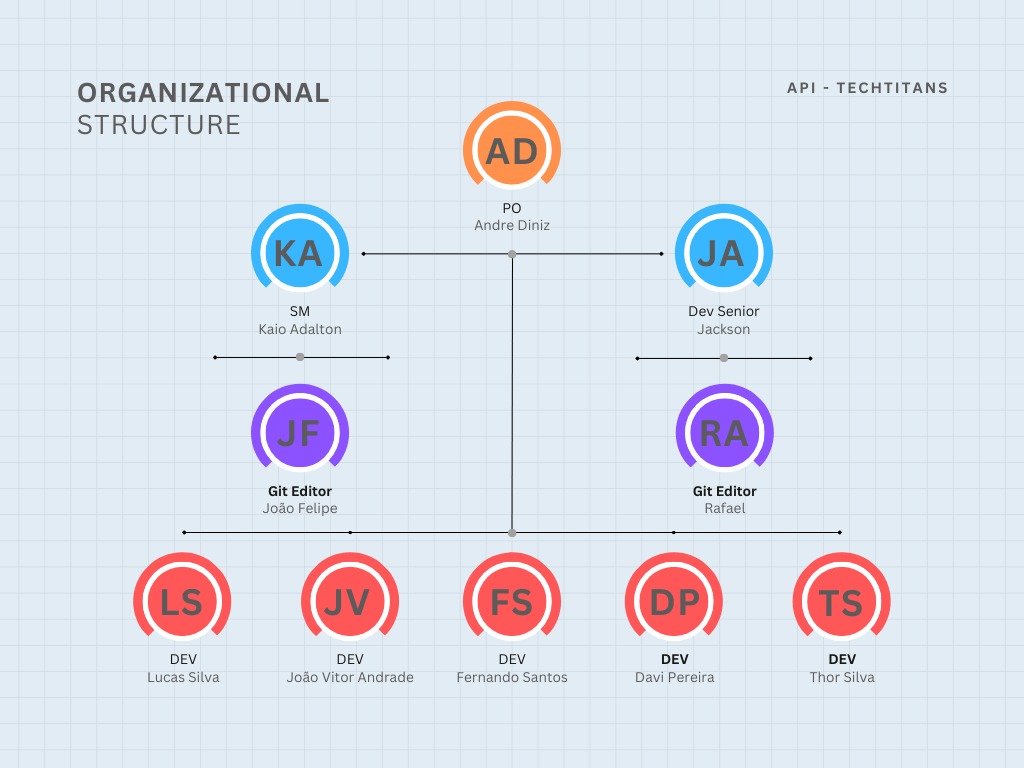 ORGANIZATIONAL
STRUCTURE
API - TECHTITANS
AD
PO
Andre Diniz
KA
SM
Kaio Adalton
JA
Dev Senior
Jackson
JF
Git Editor
João Felipe
RA
Git Editor
Rafael
LS
DEV
Lucas Silva
JV
DEV
João Vitor Andrade
FS
DEV
Fernando Santos
DP
DEV
Davi Pereira
TS
DEV
Thor Silva